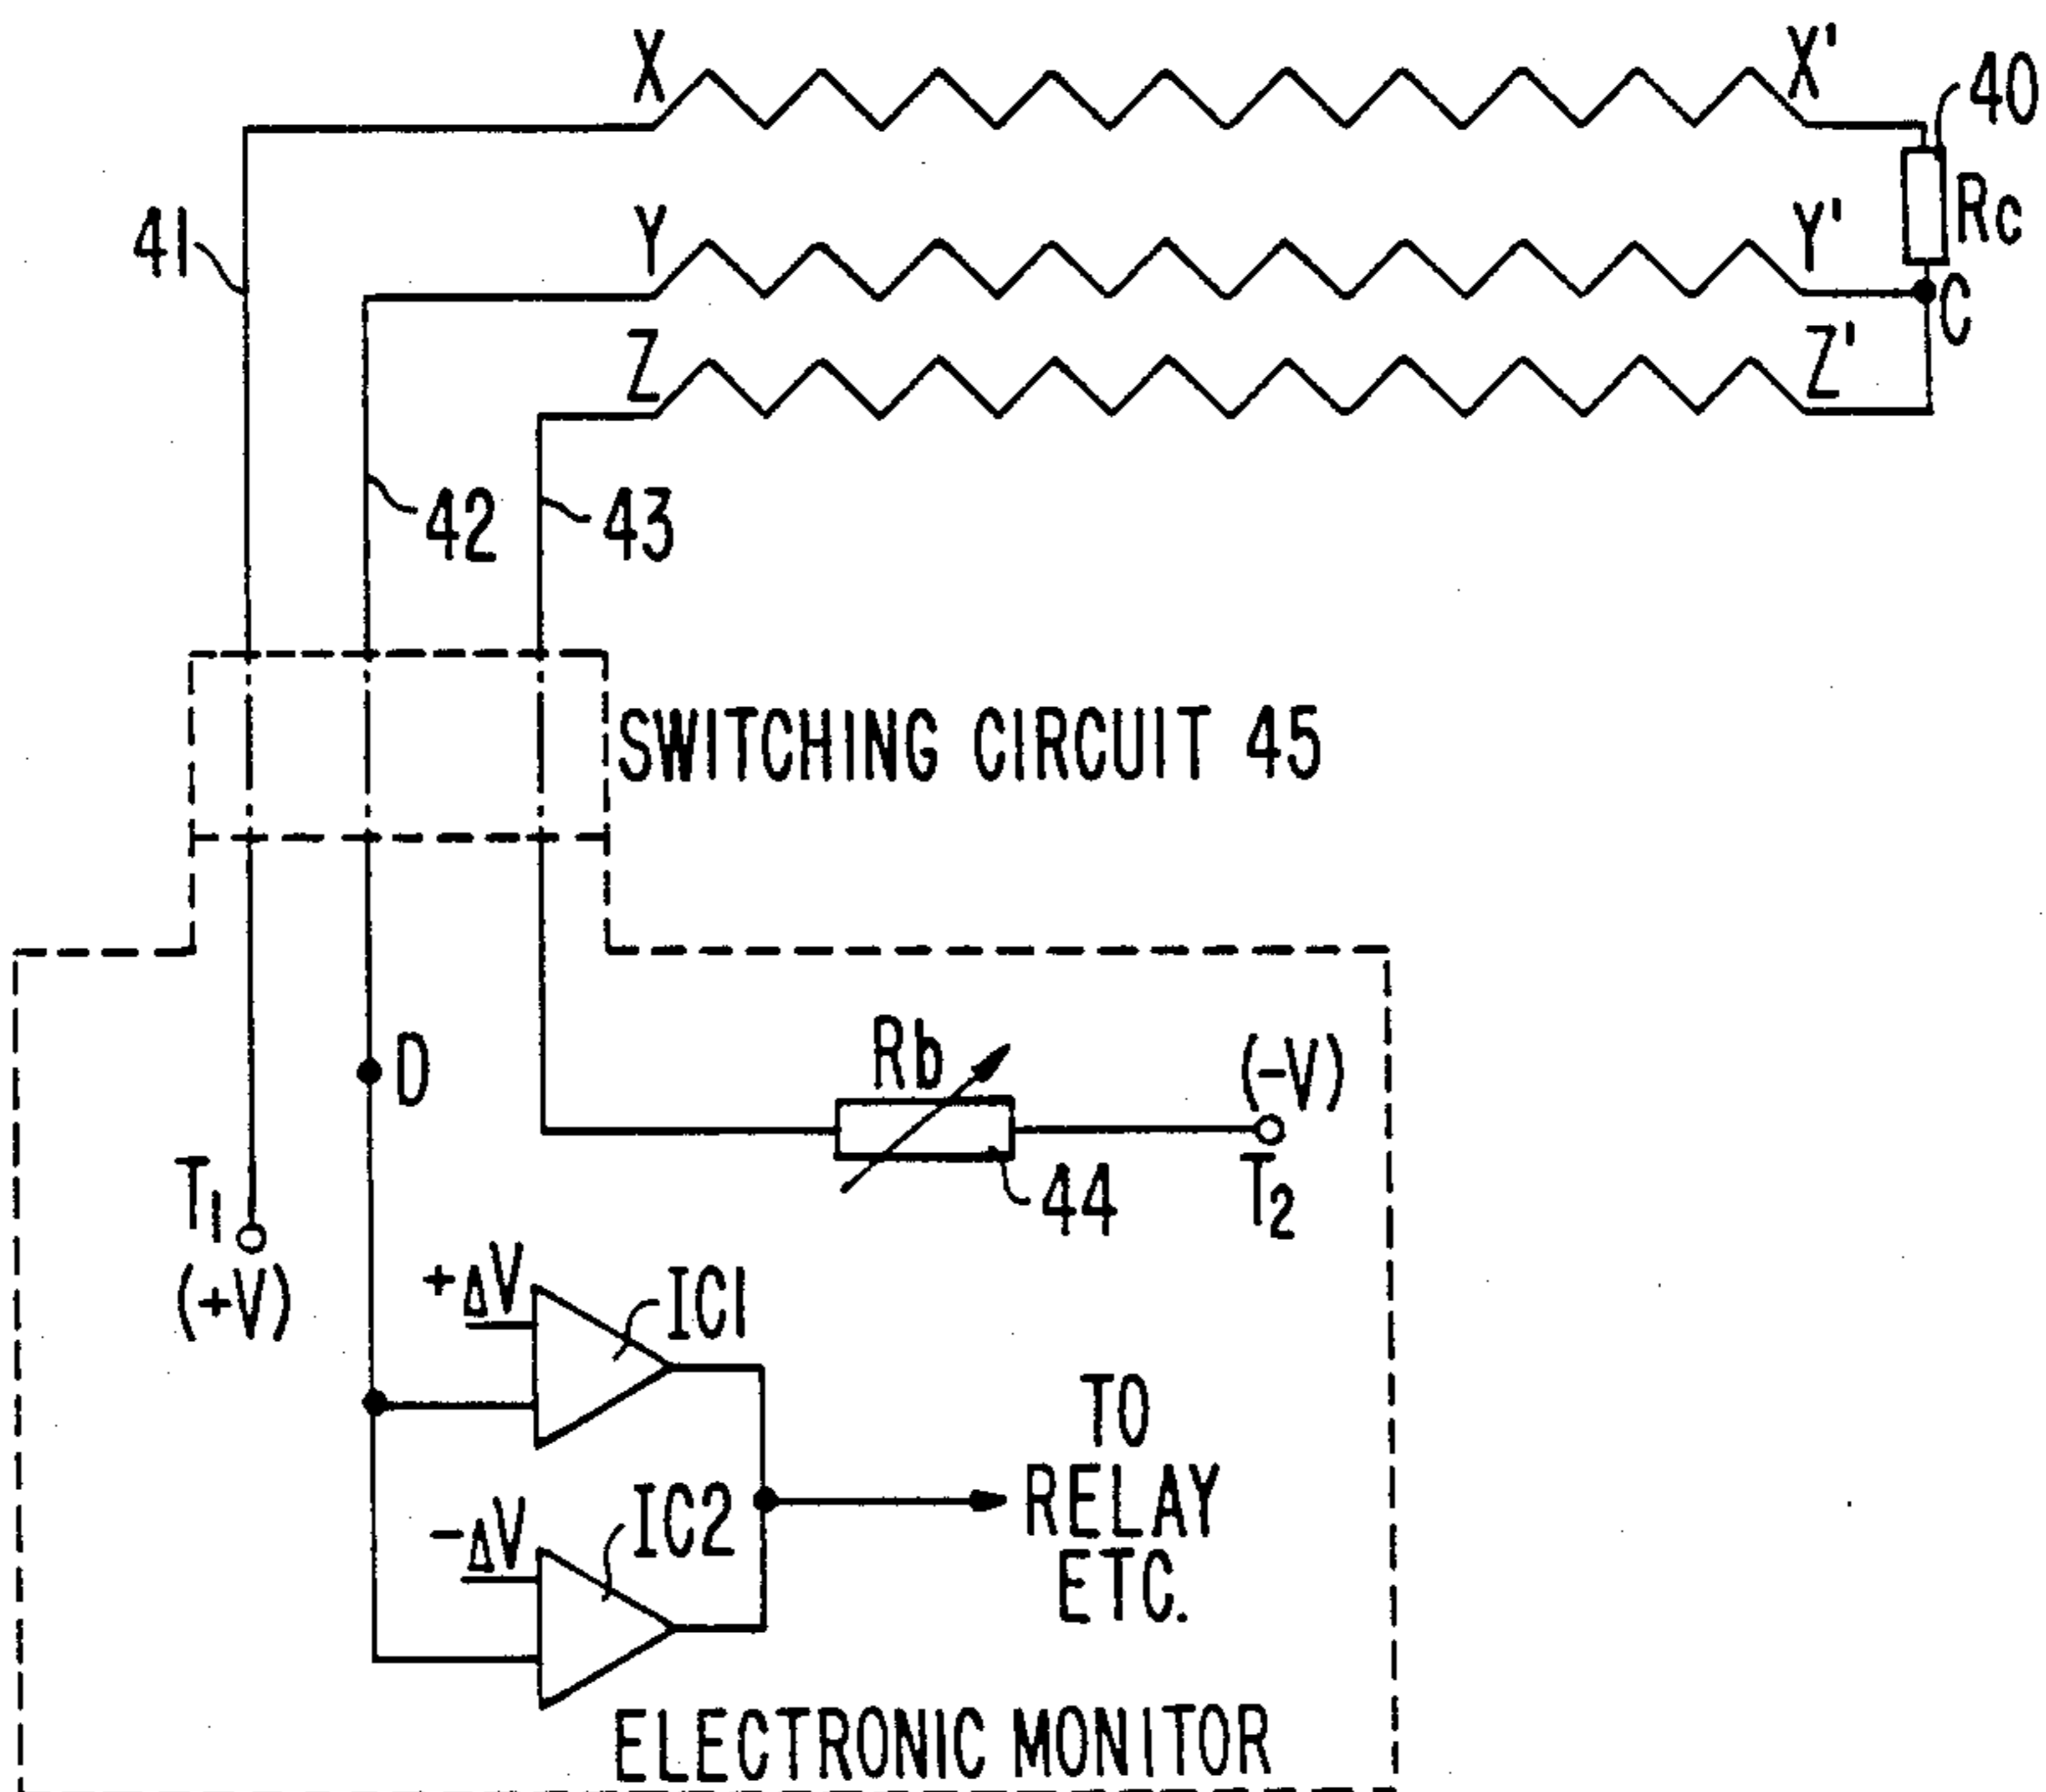 X
X'
40
Rc
41
Y
Y'
C
Z
Z'
42
43
SWITCHING CIRCUIT 45
D
Rb
(-V)
T1
44
T2
(+V)
+ΔV
IC1
TO
RELAY
ETC.
-ΔV
IC2
ELECTRONIC MONITOR